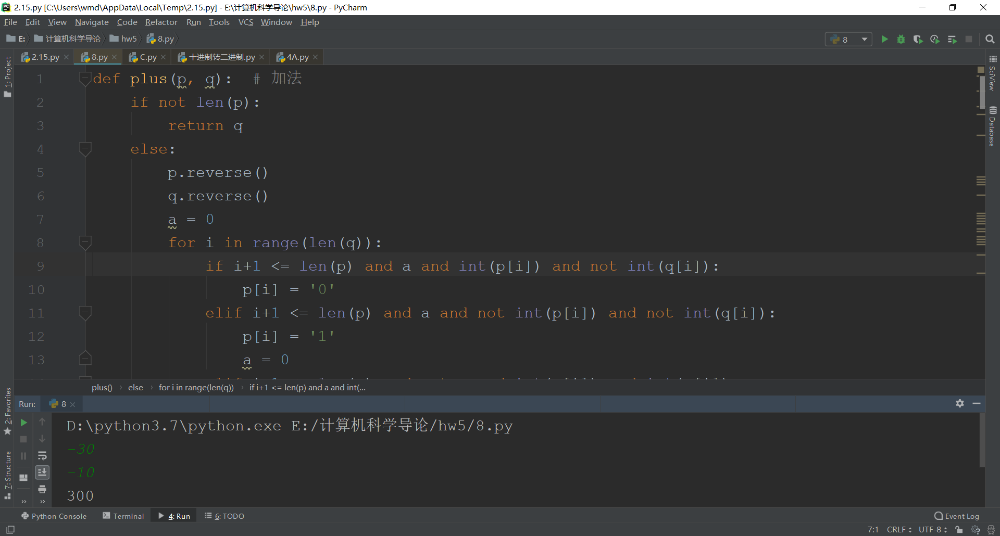 2.15.py [C:\Users\wmd\AppData\Local\Temp\2.15.py] - E:\计算机科学导论\hw5\8.py - PyCharm
File Edit View Navigate Code Refactor Run Tools VCS Window Help
E: 计算机科学导论 hw5 8.py
8
2.15.py 8.py C.py 十进制转二进制.py 4A.py
1: Project
SciView
Database
1 def plus(p, q):  # 加法
2 if not len(p):
3 return q
4 else:
5 p.reverse()
6 q.reverse()
7 a = 0
8 for i in range(len(q)):
9 if i+1 <= len(p) and a and int(p[i]) and not int(q[i]):
10 p[i] = '0'
11 elif i+1 <= len(p) and a and not int(p[i]) and not int(q[i]):
12 p[i] = '1'
13 a = 0
plus() › else › for i in range(len(q)) › if i+1 <= len(p) and a and int(...
2: Favorites
7: Structure
Run: 8
D:\python3.7\python.exe E:/计算机科学导论/hw5/8.py
-30
-10
300
Python Console Terminal 4: Run 6: TODO Event Log
7:1 CRLF UTF-8